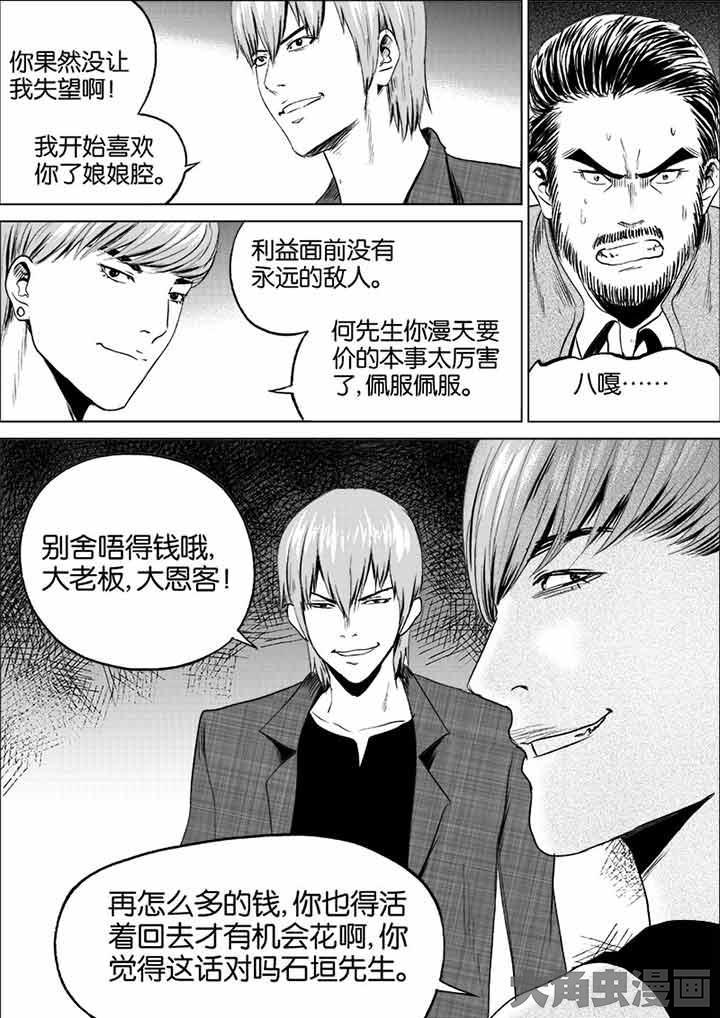 你果然没让
我失望啊！
我开始喜欢
你了娘娘腔。
八嘎……
利益面前没有
永远的敌人。
何先生你漫天要
价的本事太厉害
了,佩服佩服。
别舍唔得钱哦,
大老板,大恩客！
再怎么多的钱,你也得活
着回去才有机会花啊,你
觉得这话对吗石垣先生。
大角虫漫画